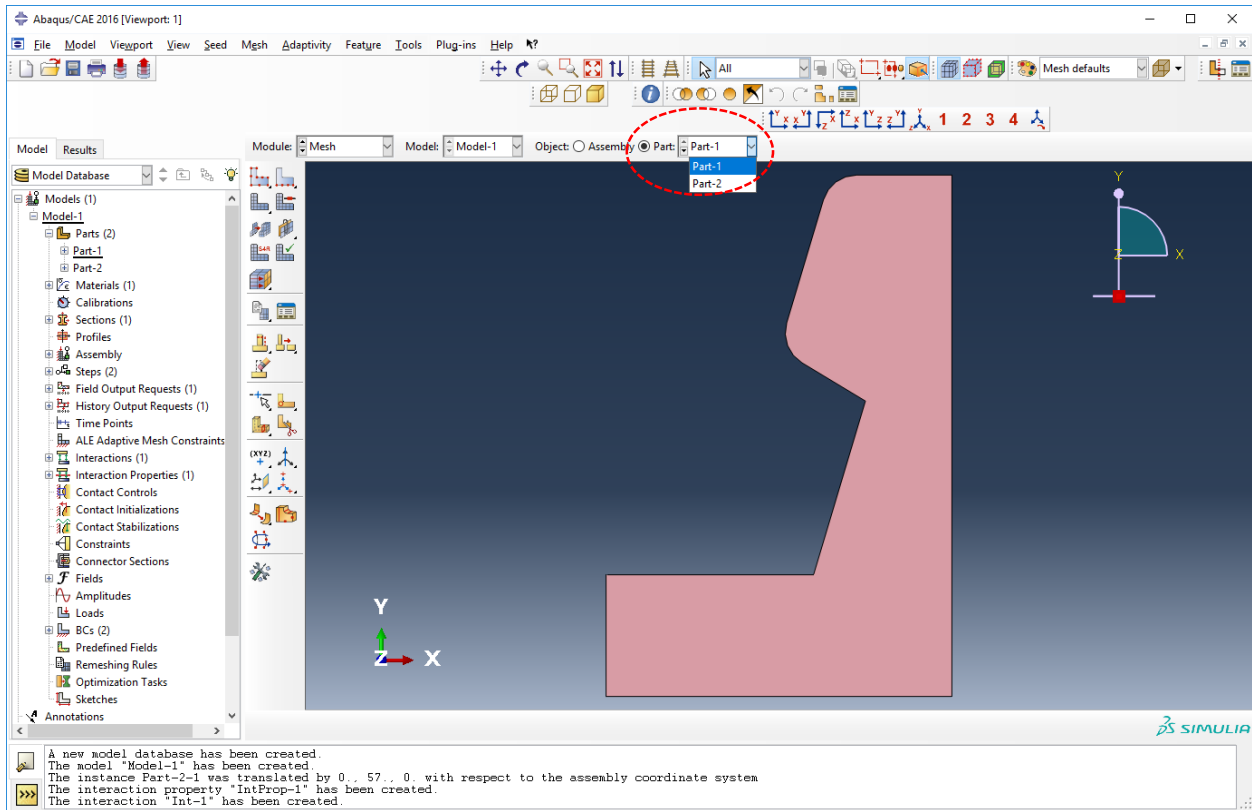 Abaqus/CAE 2016 [Viewport: 1]
File Model Viewport View Seed Mesh Adaptivity Feature Tools Plug-ins Help
All
Mesh defaults
1 2 3 4
Model Results
Module: Mesh Model: Model-1 Object: Assembly Part: Part-1
Part-1
Part-2
Model Database
Models (1)
Model-1
Parts (2)
Part-1
Part-2
Materials (1)
Calibrations
Sections (1)
Profiles
Assembly
Steps (2)
Field Output Requests (1)
History Output Requests (1)
Time Points
ALE Adaptive Mesh Constraints
Interactions (1)
Interaction Properties (1)
Contact Controls
Contact Initializations
Contact Stabilizations
Constraints
Connector Sections
Fields
Amplitudes
Loads
BCs (2)
Predefined Fields
Remeshing Rules
Optimization Tasks
Sketches
Annotations
(XYZ)
Y
Z X
Y
Z X
SIMULIA
A new model database has been created.
The model "Model-1" has been created.
The instance Part-2-1 was translated by 0., 57., 0. with respect to the assembly coordinate system
The interaction property "IntProp-1" has been created.
The interaction "Int-1" has been created.